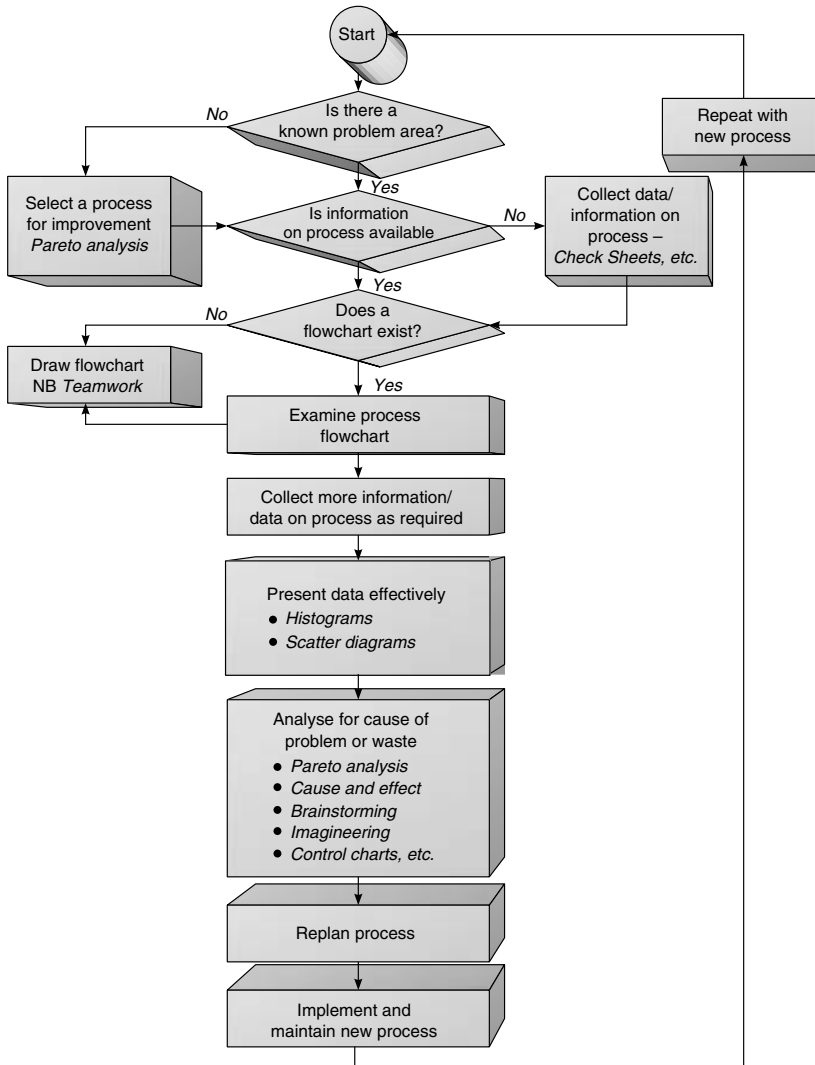 Start
No
Is there a
known problem area?
Repeat with
new process
Yes
Select a process
for improvement
Pareto analysis
Is information
on process available
No
Collect data/
information on
process –
Check Sheets, etc.
Yes
No
Does a
flowchart exist?
Draw flowchart
NB Teamwork
Yes
Examine process
flowchart
Collect more information/
data on process as required
Present data effectively
● Histograms
● Scatter diagrams
Analyse for cause of
problem or waste
● Pareto analysis
● Cause and effect
● Brainstorming
● Imagineering
● Control charts, etc.
Replan process
Implement and
maintain new process